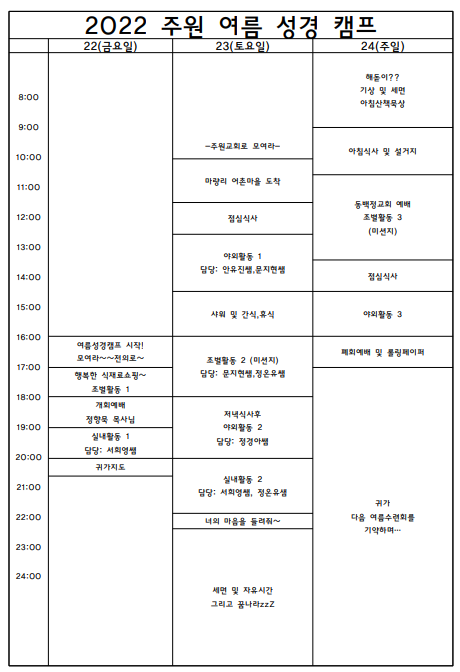 2022 주원 여름 성경 캠프
22(금요일)
23(토요일)
24(주일)
8:00
9:00
10:00
11:00
12:00
13:00
14:00
15:00
16:00
17:00
18:00
19:00
20:00
21:00
22:00
23:00
24:00
여름성경캠프 시작!
모여라~~전의로~
행복한 식재료쇼핑~
조별활동 1
개회예배
정향욱 목사님
실내활동 1
담당: 서희영쌤
귀가지도
-주원교회로 모여라-
마량리 어촌마을 도착
점심식사
야외활동 1
담당: 안유진쌤,문지현쌤
샤워 및 간식,휴식
조별활동 2 (미션지)
담당: 문지현쌤,정온유쌤
저녁식사후
야외활동 2
담당: 정경아쌤
실내활동 2
담당: 서희영쌤, 정온유쌤
너의 마음을 들려줘~
세면 및 자유시간
그리고 꿈나라zzZ
해돋이??
기상 및 세면
아침산책묵상
아침식사 및 설거지
동백정교회 예배
조별활동 3
(미션지)
점심식사
야외활동 3
폐회예배 및 롤링페이퍼
귀가
다음 여름수련회를
기약하며…